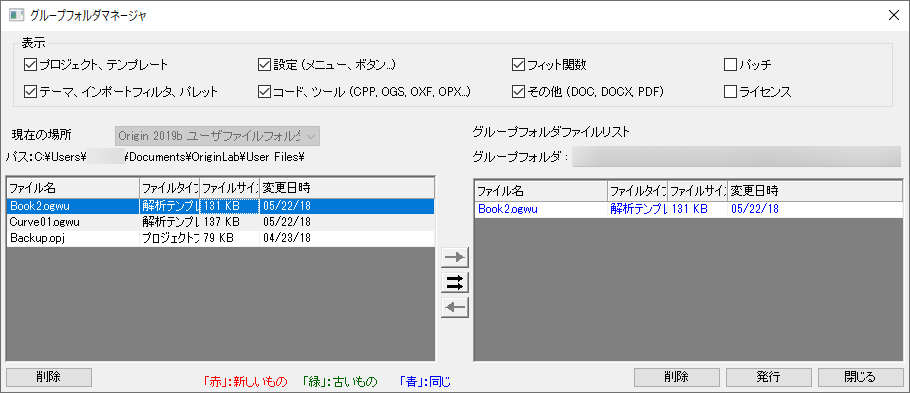 グループフォルダマネージャ
表示
プロジェクト、テンプレート 設定 (メニュー、ボタン...) フィット関数 パッチ
テーマ、インポートフィルタ、パレット コード、ツール (CPP, OGS, OXF, OPX...) その他 (DOC, DOCX, PDF) ライセンス
現在の場所 Origin 2019b ユーザファイルフォルダ
グループフォルダファイルリスト
パス:C:¥Users¥ ¥Documents¥OriginLab¥User Files¥
グループフォルダ :
ファイル名 ファイルタイプ ファイルサイズ 変更日時
Book2.ogwu 解析テンプレ 131 KB 05/22/18
Curve01.ogwu 解析テンプレ 137 KB 05/22/18
Backup.opj プロジェクトフ 79 KB 04/23/18
ファイル名 ファイルタイプ ファイルサイズ 変更日時
Book2.ogwu 解析テンプレ 131 KB 05/22/18
削除 「赤」:新しいもの 「緑」:古いもの 「青」:同じ 削除 発行 閉じる